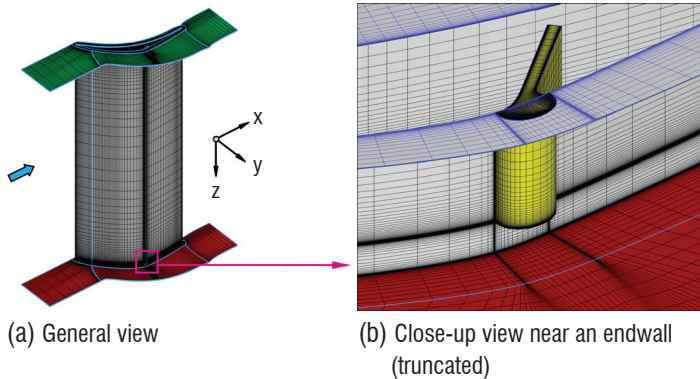 x
y
z
(a) General view
(b) Close-up view near an endwall
(truncated)